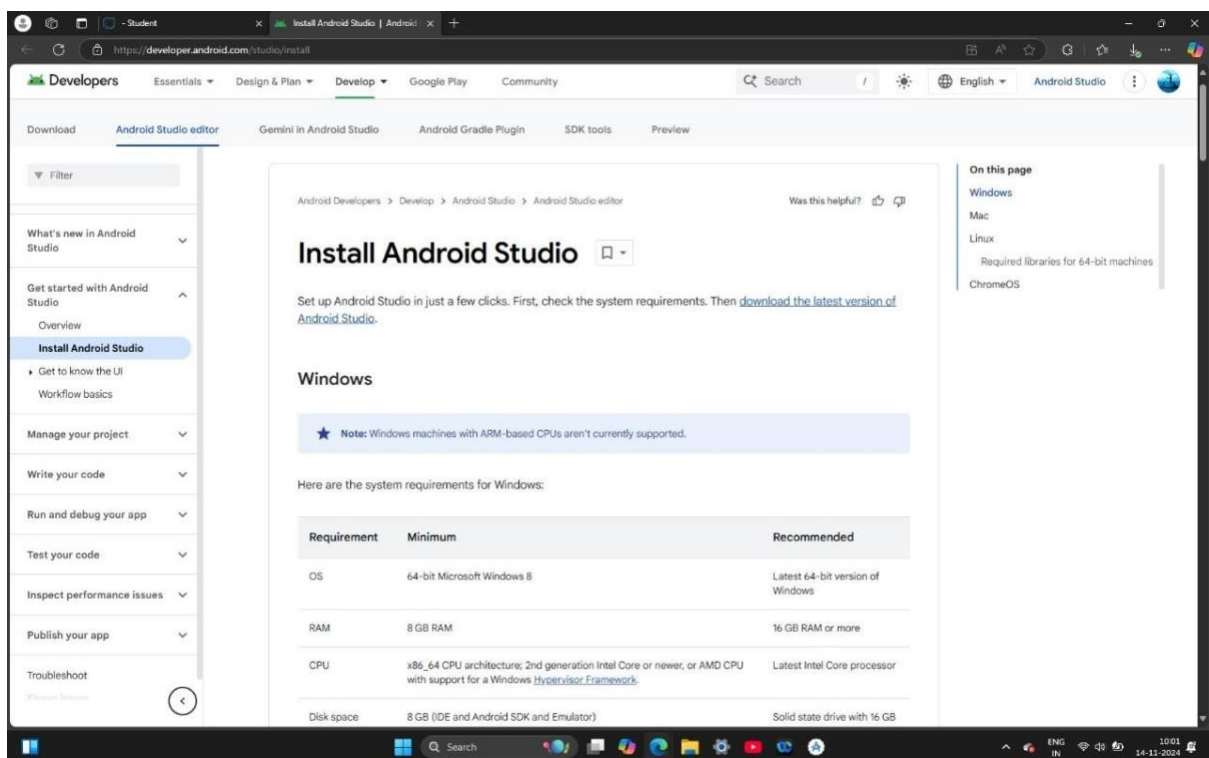 - Student
Install Android Studio | Android
https://developer.android.com/studio/install
Developers Essentials Design & Plan Develop Google Play Community Search / English Android Studio
Download Android Studio editor Gemini in Android Studio Android Gradle Plugin SDK tools Preview
Filter
What's new in Android
Studio
Get started with Android
Studio
Overview
Install Android Studio
Get to know the UI
Workflow basics
Manage your project
Write your code
Run and debug your app
Test your code
Inspect performance issues
Publish your app
Troubleshoot
Known Issues
Android Developers > Develop > Android Studio > Android Studio editor
Was this helpful?
Install Android Studio
Set up Android Studio in just a few clicks. First, check the system requirements. Then download the latest version of
Android Studio.
Windows
Note: Windows machines with ARM-based CPUs aren't currently supported.
Here are the system requirements for Windows:
Requirement Minimum Recommended
OS 64-bit Microsoft Windows 8 Latest 64-bit version of
Windows
RAM 8 GB RAM 16 GB RAM or more
CPU x86_64 CPU architecture; 2nd generation Intel Core or newer, or AMD CPU Latest Intel Core processor
with support for a Windows Hypervisor Framework.
Disk space 8 GB (IDE and Android SDK and Emulator) Solid state drive with 16 GB
On this page
Windows
Mac
Linux
Required libraries for 64-bit machines
ChromeOS
Search
ENG
IN
10:01
14-11-2024